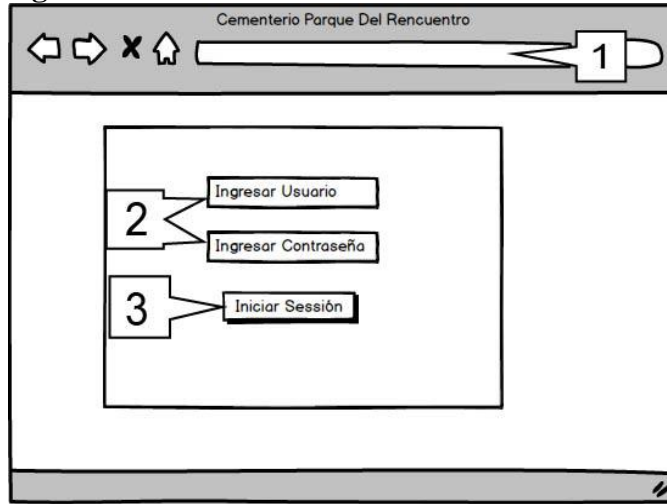 Cementerio Parque Del Rencuentro
1
Ingresar Usuario
2
Ingresar Contraseña
3
Iniciar Sessión